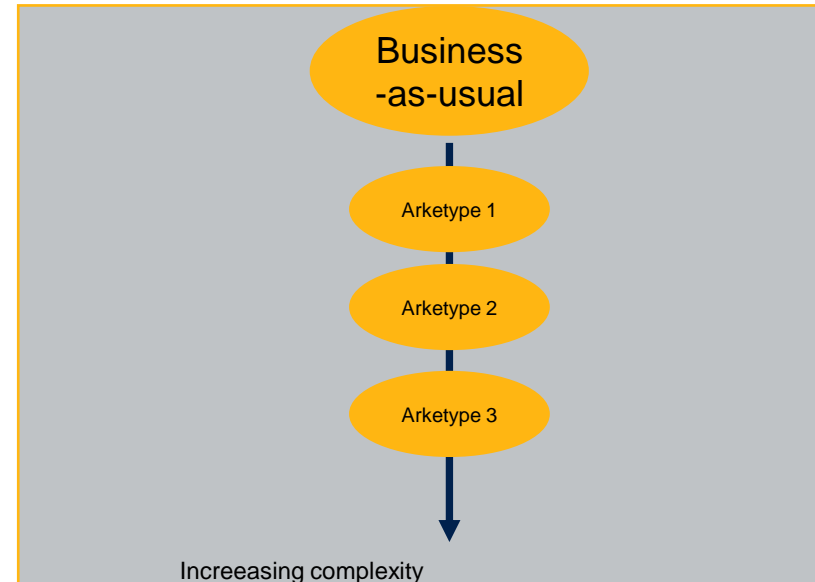 Business
-as-usual
Arketype 1
Arketype 2
Arketype 3
Increeasing complexity